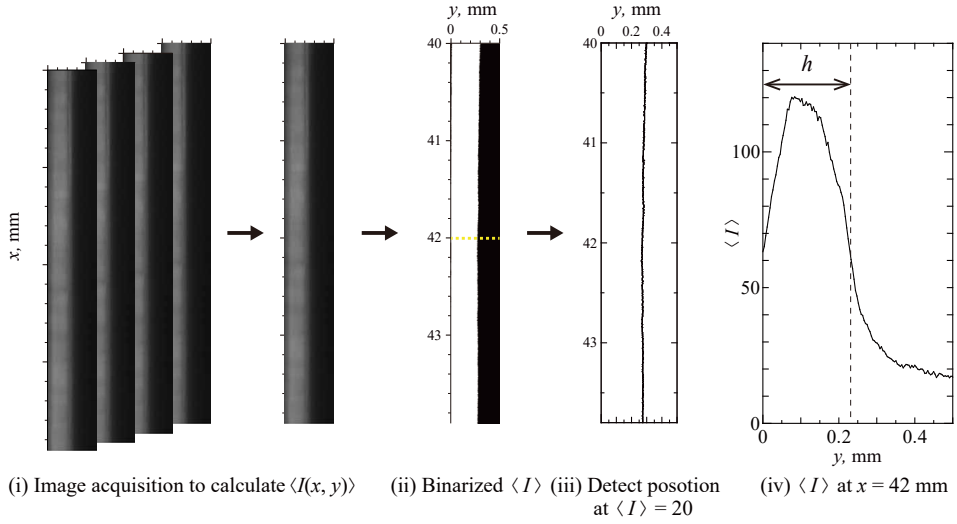 y, mm
0 0.5
40
41
42
43
y, mm
0 0.2 0.4
40
41
42
43
h
100
50
0
⟨ I ⟩
0 0.2 0.4
y, mm
x, mm
(i) Image acquisition to calculate ⟨I(x, y)⟩
(ii) Binarized ⟨ I ⟩
(iii) Detect posotion
at ⟨ I ⟩ = 20
(iv) ⟨ I ⟩ at x = 42 mm